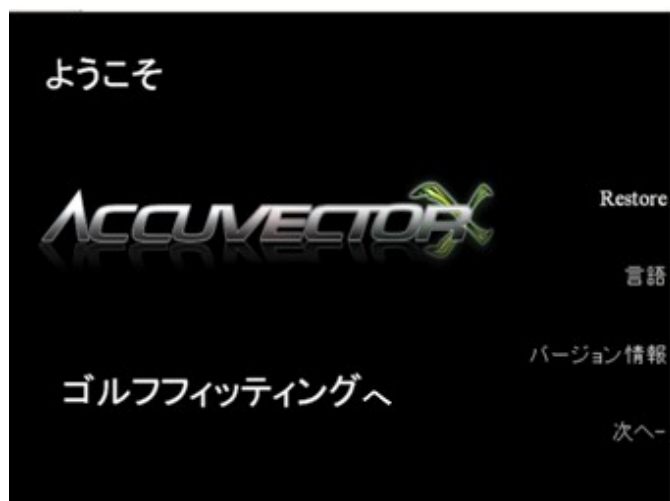 ようこそ
ACCUVECTOR X
Restore
言語
バージョン情報
ゴルフフィッティングへ
次へ-